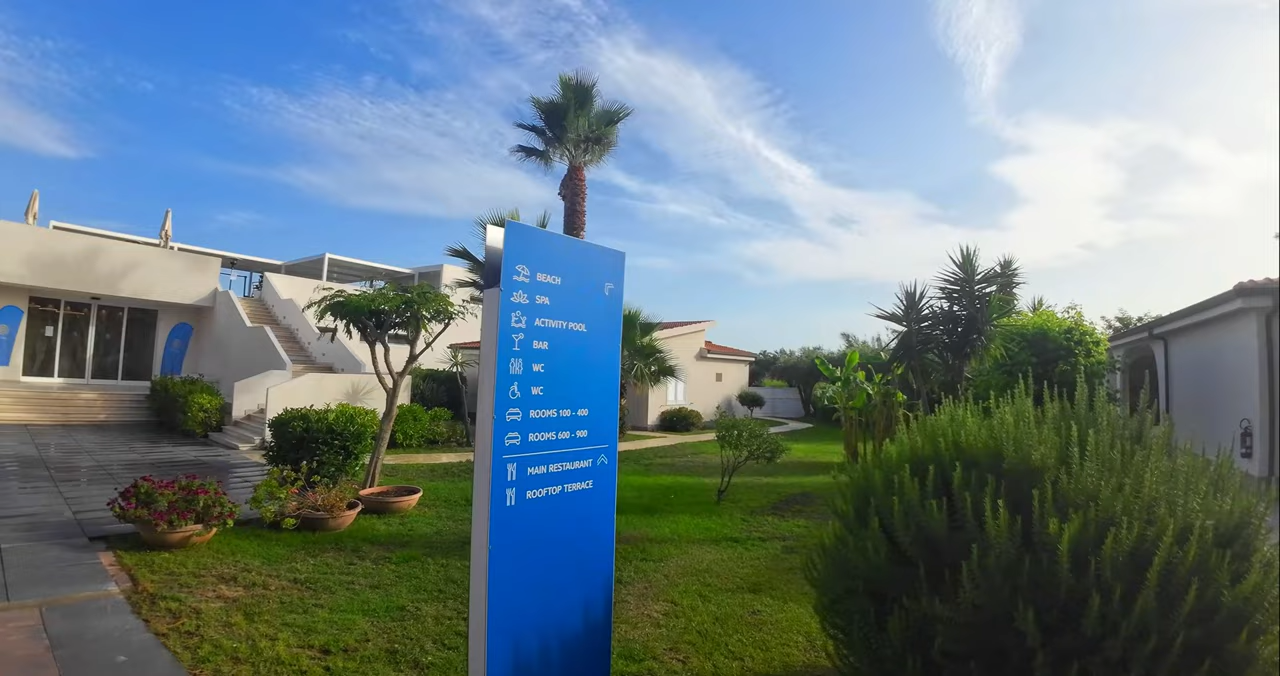 BEACH
SPA
ACTIVITY POOL
BAR
WC
WC
ROOMS 100 - 400
ROOMS 600 - 900
MAIN RESTAURANT
ROOFTOP TERRACE